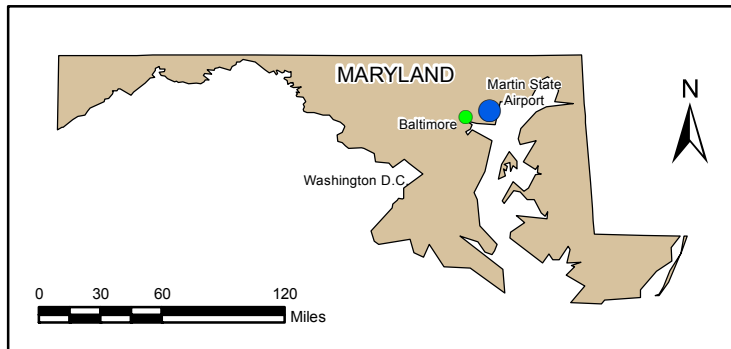 MARYLAND
Martin State
Airport
N
Baltimore
Washington D.C
0 30 60 120
Miles